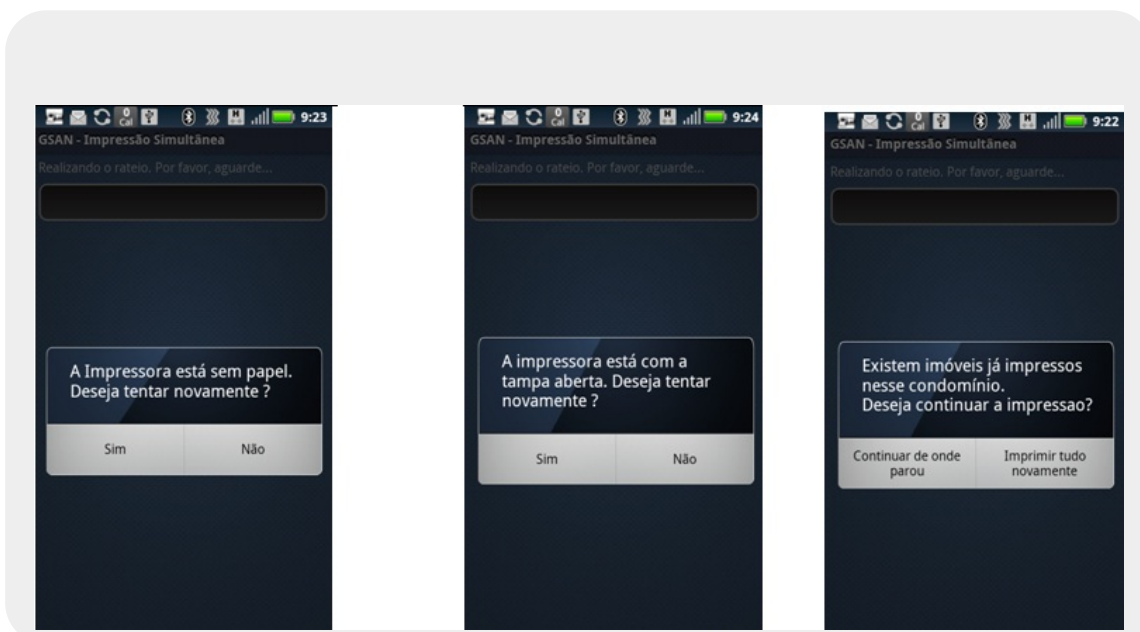 9:23
GSAN - Impressão Simultânea
Realizando o rateio. Por favor, aguarde...
A Impressora está sem papel.
Deseja tentar novamente ?
Sim
Não
9:24
GSAN - Impressão Simultânea
Realizando o rateio. Por favor, aguarde...
A impressora está com a
tampa aberta. Deseja tentar
novamente ?
Sim
Não
9:22
GSAN - Impressão Simultânea
Realizando o rateio. Por favor, aguarde...
Existem imóveis já impressos
nesse condomínio.
Deseja continuar a impressao?
Continuar de onde
parou
Imprimir tudo
novamente